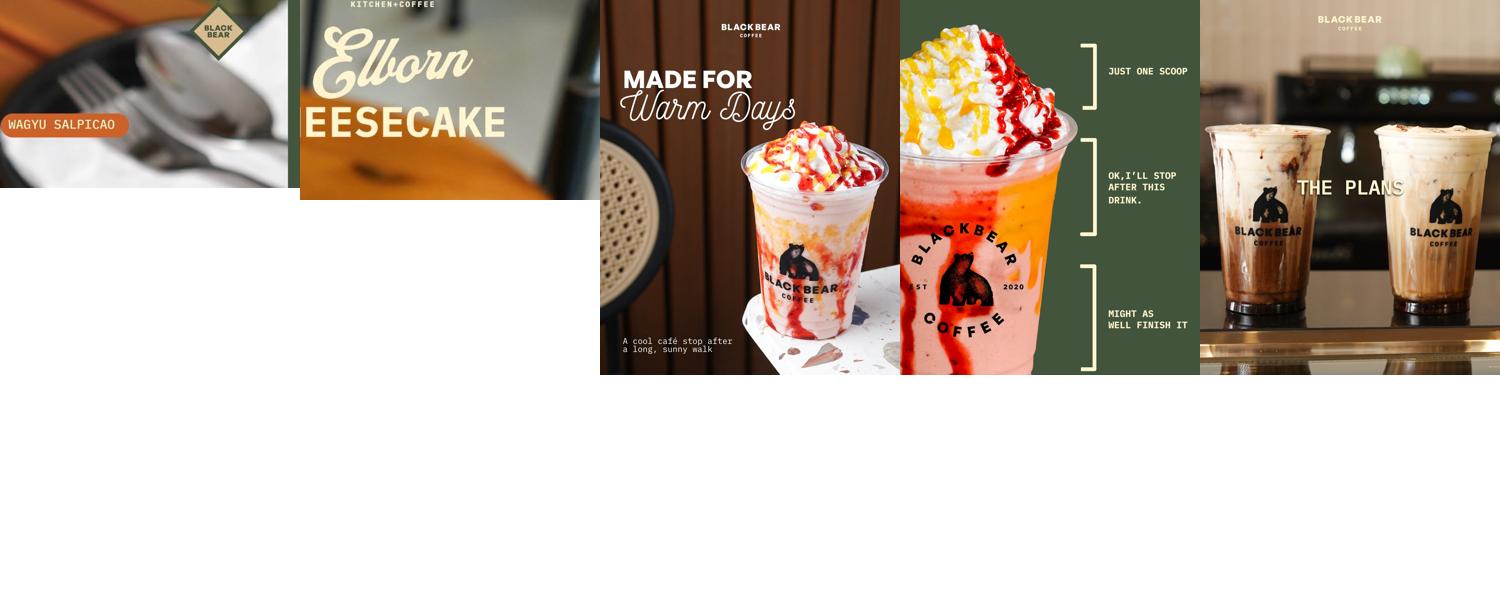 BLACK
BEAR
WAGYU SALPICAO
KITCHEN+COFFEE
Elborn
EESECAKE
BLACK BEAR
COFFEE
MADE FOR
Warm Days
BLACK BEAR
COFFEE
A cool café stop after
a long, sunny walk
JUST ONE SCOOP
OK,I’LL STOP
AFTER THIS
DRINK.
MIGHT AS
WELL FINISH IT
BLACKBEAR
EST 2020
COFFEE
BLACK BEAR
COFFEE
THE PLANS
BLACK BEAR
COFFEE
BLACK BEAR
COFFEE